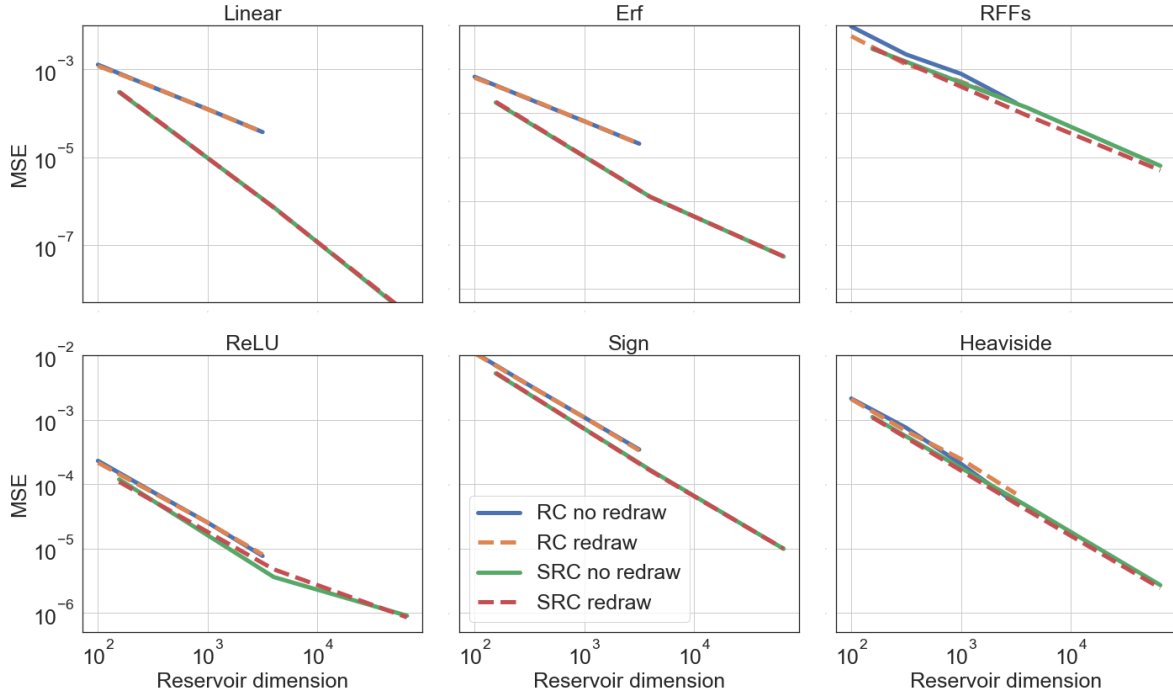 Linear
Erf
RFFs
10^-3
10^-5
10^-7
MSE
ReLU
Sign
Heaviside
10^-2
10^-3
10^-4
10^-5
10^-6
MSE
RC no redraw
RC redraw
SRC no redraw
SRC redraw
10^2 10^3 10^4
10^2 10^3 10^4
10^2 10^3 10^4
Reservoir dimension
Reservoir dimension
Reservoir dimension